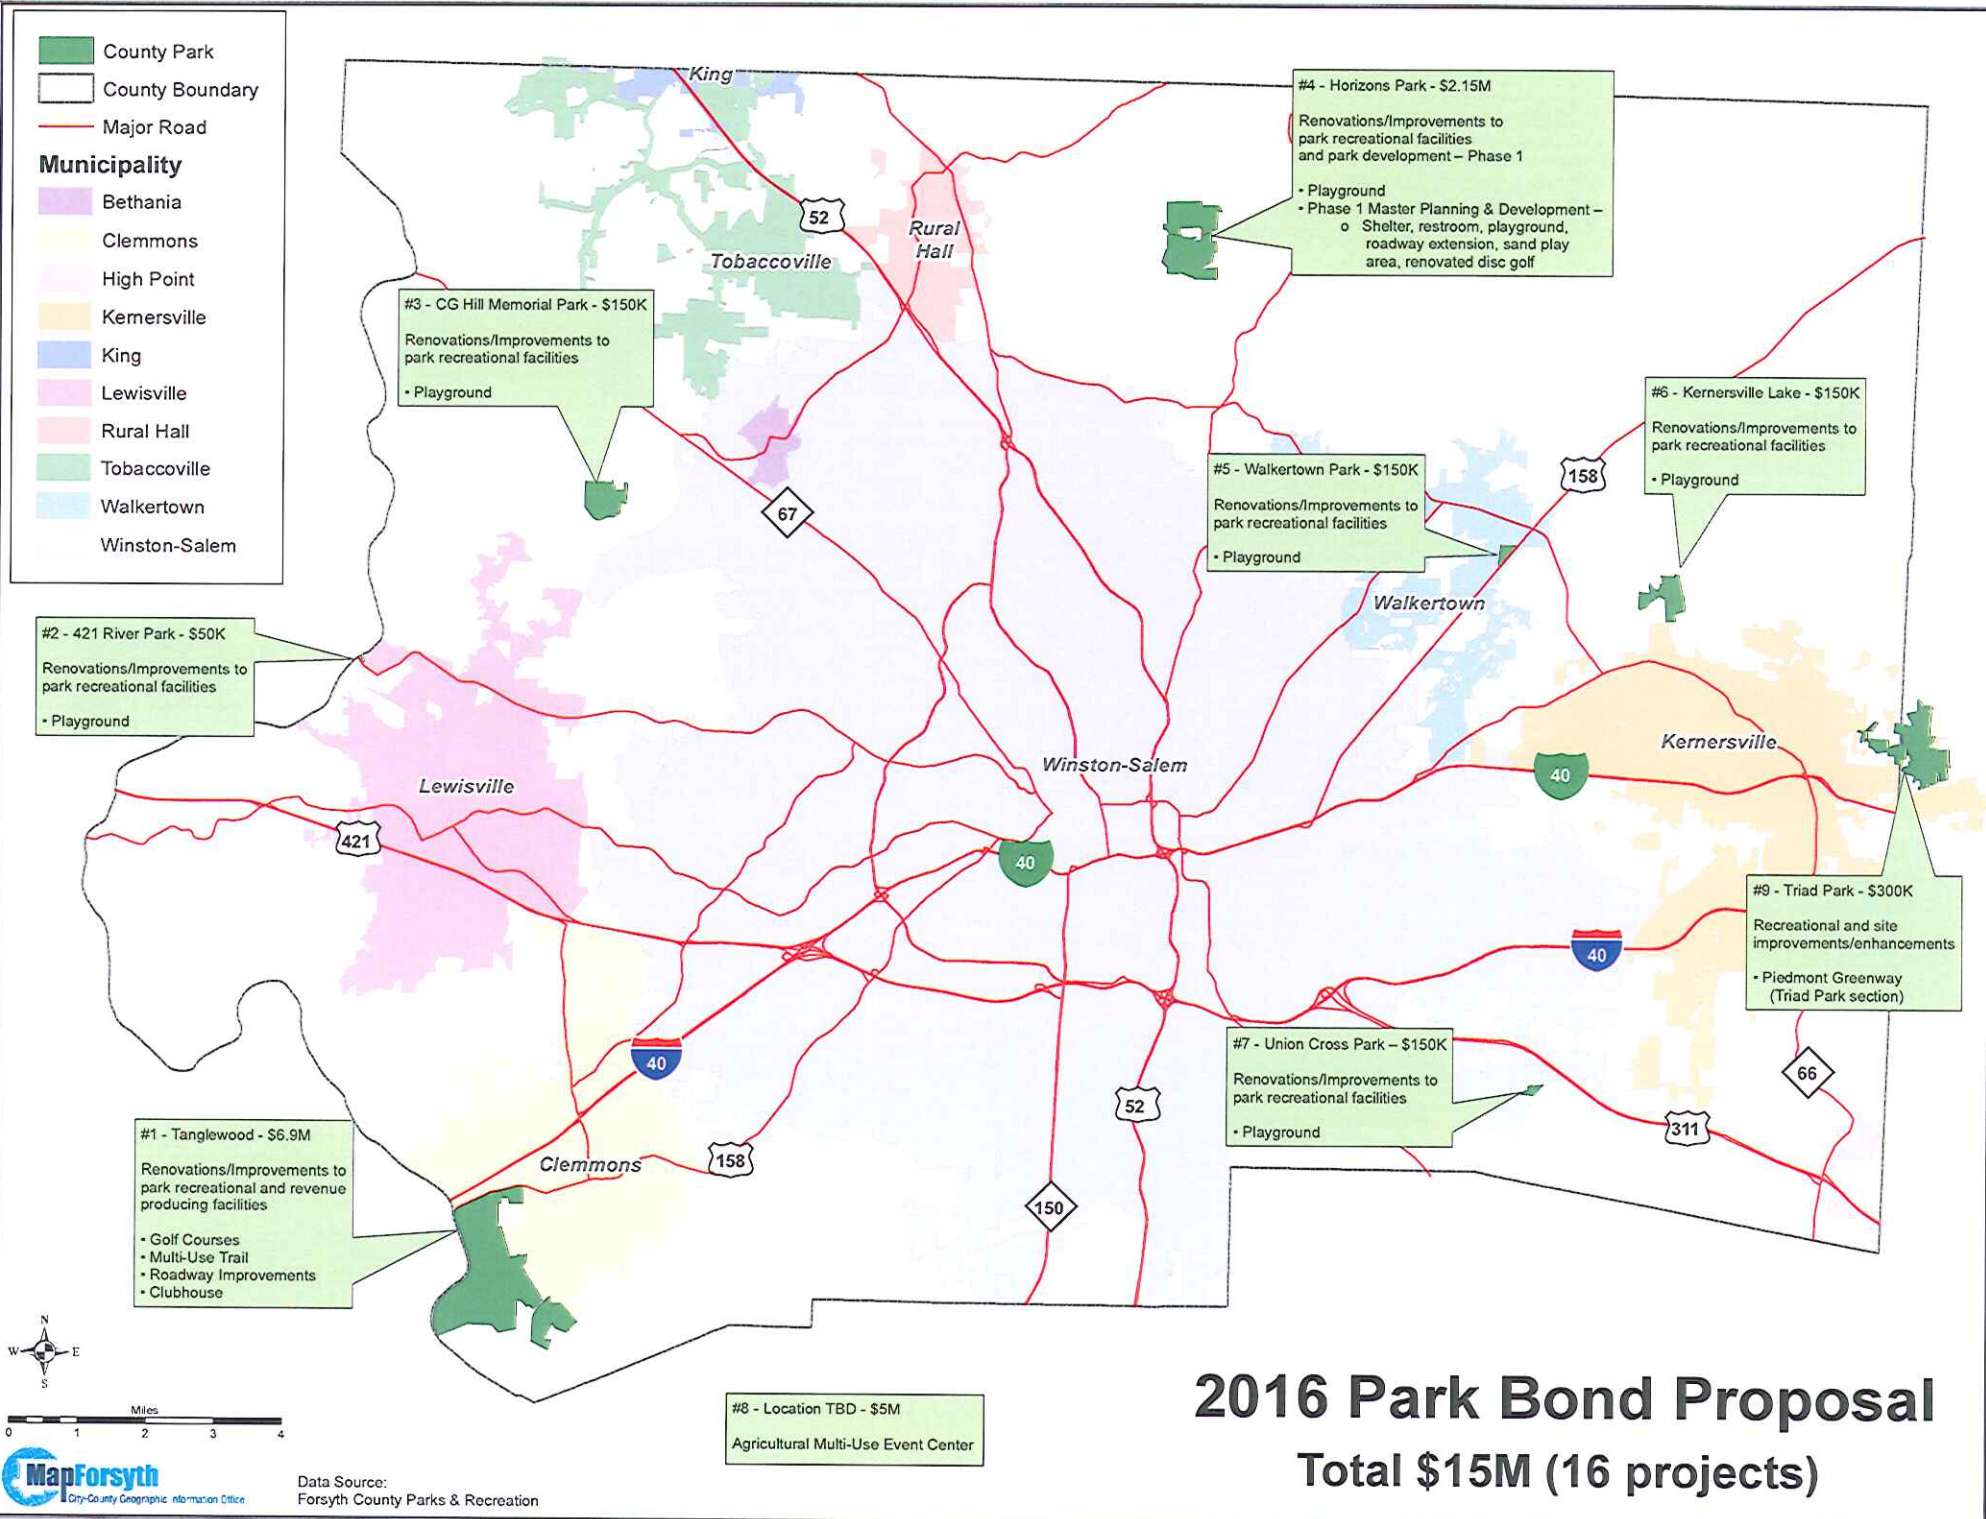 County Park
County Boundary
Major Road
Municipality
Bethania
Clemmons
High Point
Kernersville
King
Lewisville
Rural Hall
Tobaccoville
Walkertown
Winston-Salem
King
52
Rural
Hall
Tobaccoville
#4 - Horizons Park - $2.15M
Renovations/Improvements to
park recreational facilities
and park development – Phase 1
• Playground
• Phase 1 Master Planning & Development –
o Shelter, restroom, playground,
roadway extension, sand play
area, renovated disc golf
#3 - CG Hill Memorial Park - $150K
Renovations/Improvements to
park recreational facilities
• Playground
67
#6 - Kernersville Lake - $150K
Renovations/Improvements to
park recreational facilities
• Playground
158
#5 - Walkertown Park - $150K
Renovations/Improvements to
park recreational facilities
• Playground
Walkertown
#2 - 421 River Park - $50K
Renovations/Improvements to
park recreational facilities
• Playground
Lewisville
421
Winston-Salem
40
Kernersville
40
#9 - Triad Park - $300K
Recreational and site
improvements/enhancements
• Piedmont Greenway
(Triad Park section)
40
40
#7 - Union Cross Park – $150K
Renovations/Improvements to
park recreational facilities
• Playground
66
311
52
150
158
Clemmons
#1 - Tanglewood - $6.9M
Renovations/Improvements to
park recreational and revenue
producing facilities
• Golf Courses
• Multi-Use Trail
• Roadway Improvements
• Clubhouse
N
W E
S
Miles
0 1 2 3 4
MapForsyth
City-County Geographic Information Office
Data Source:
Forsyth County Parks & Recreation
#8 - Location TBD - $5M
Agricultural Multi-Use Event Center
2016 Park Bond Proposal
Total $15M (16 projects)